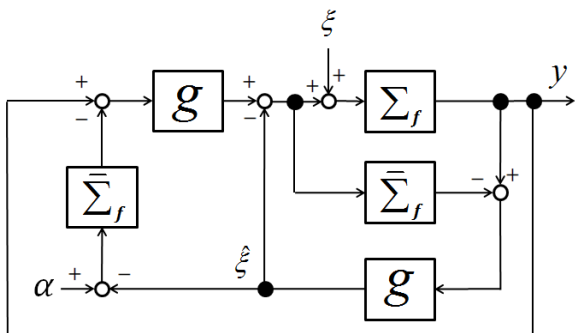 ξ
+ + + + y
g Σ_f
− −
Σ̄_f Σ̄_f − +
ξ̂
α + − g